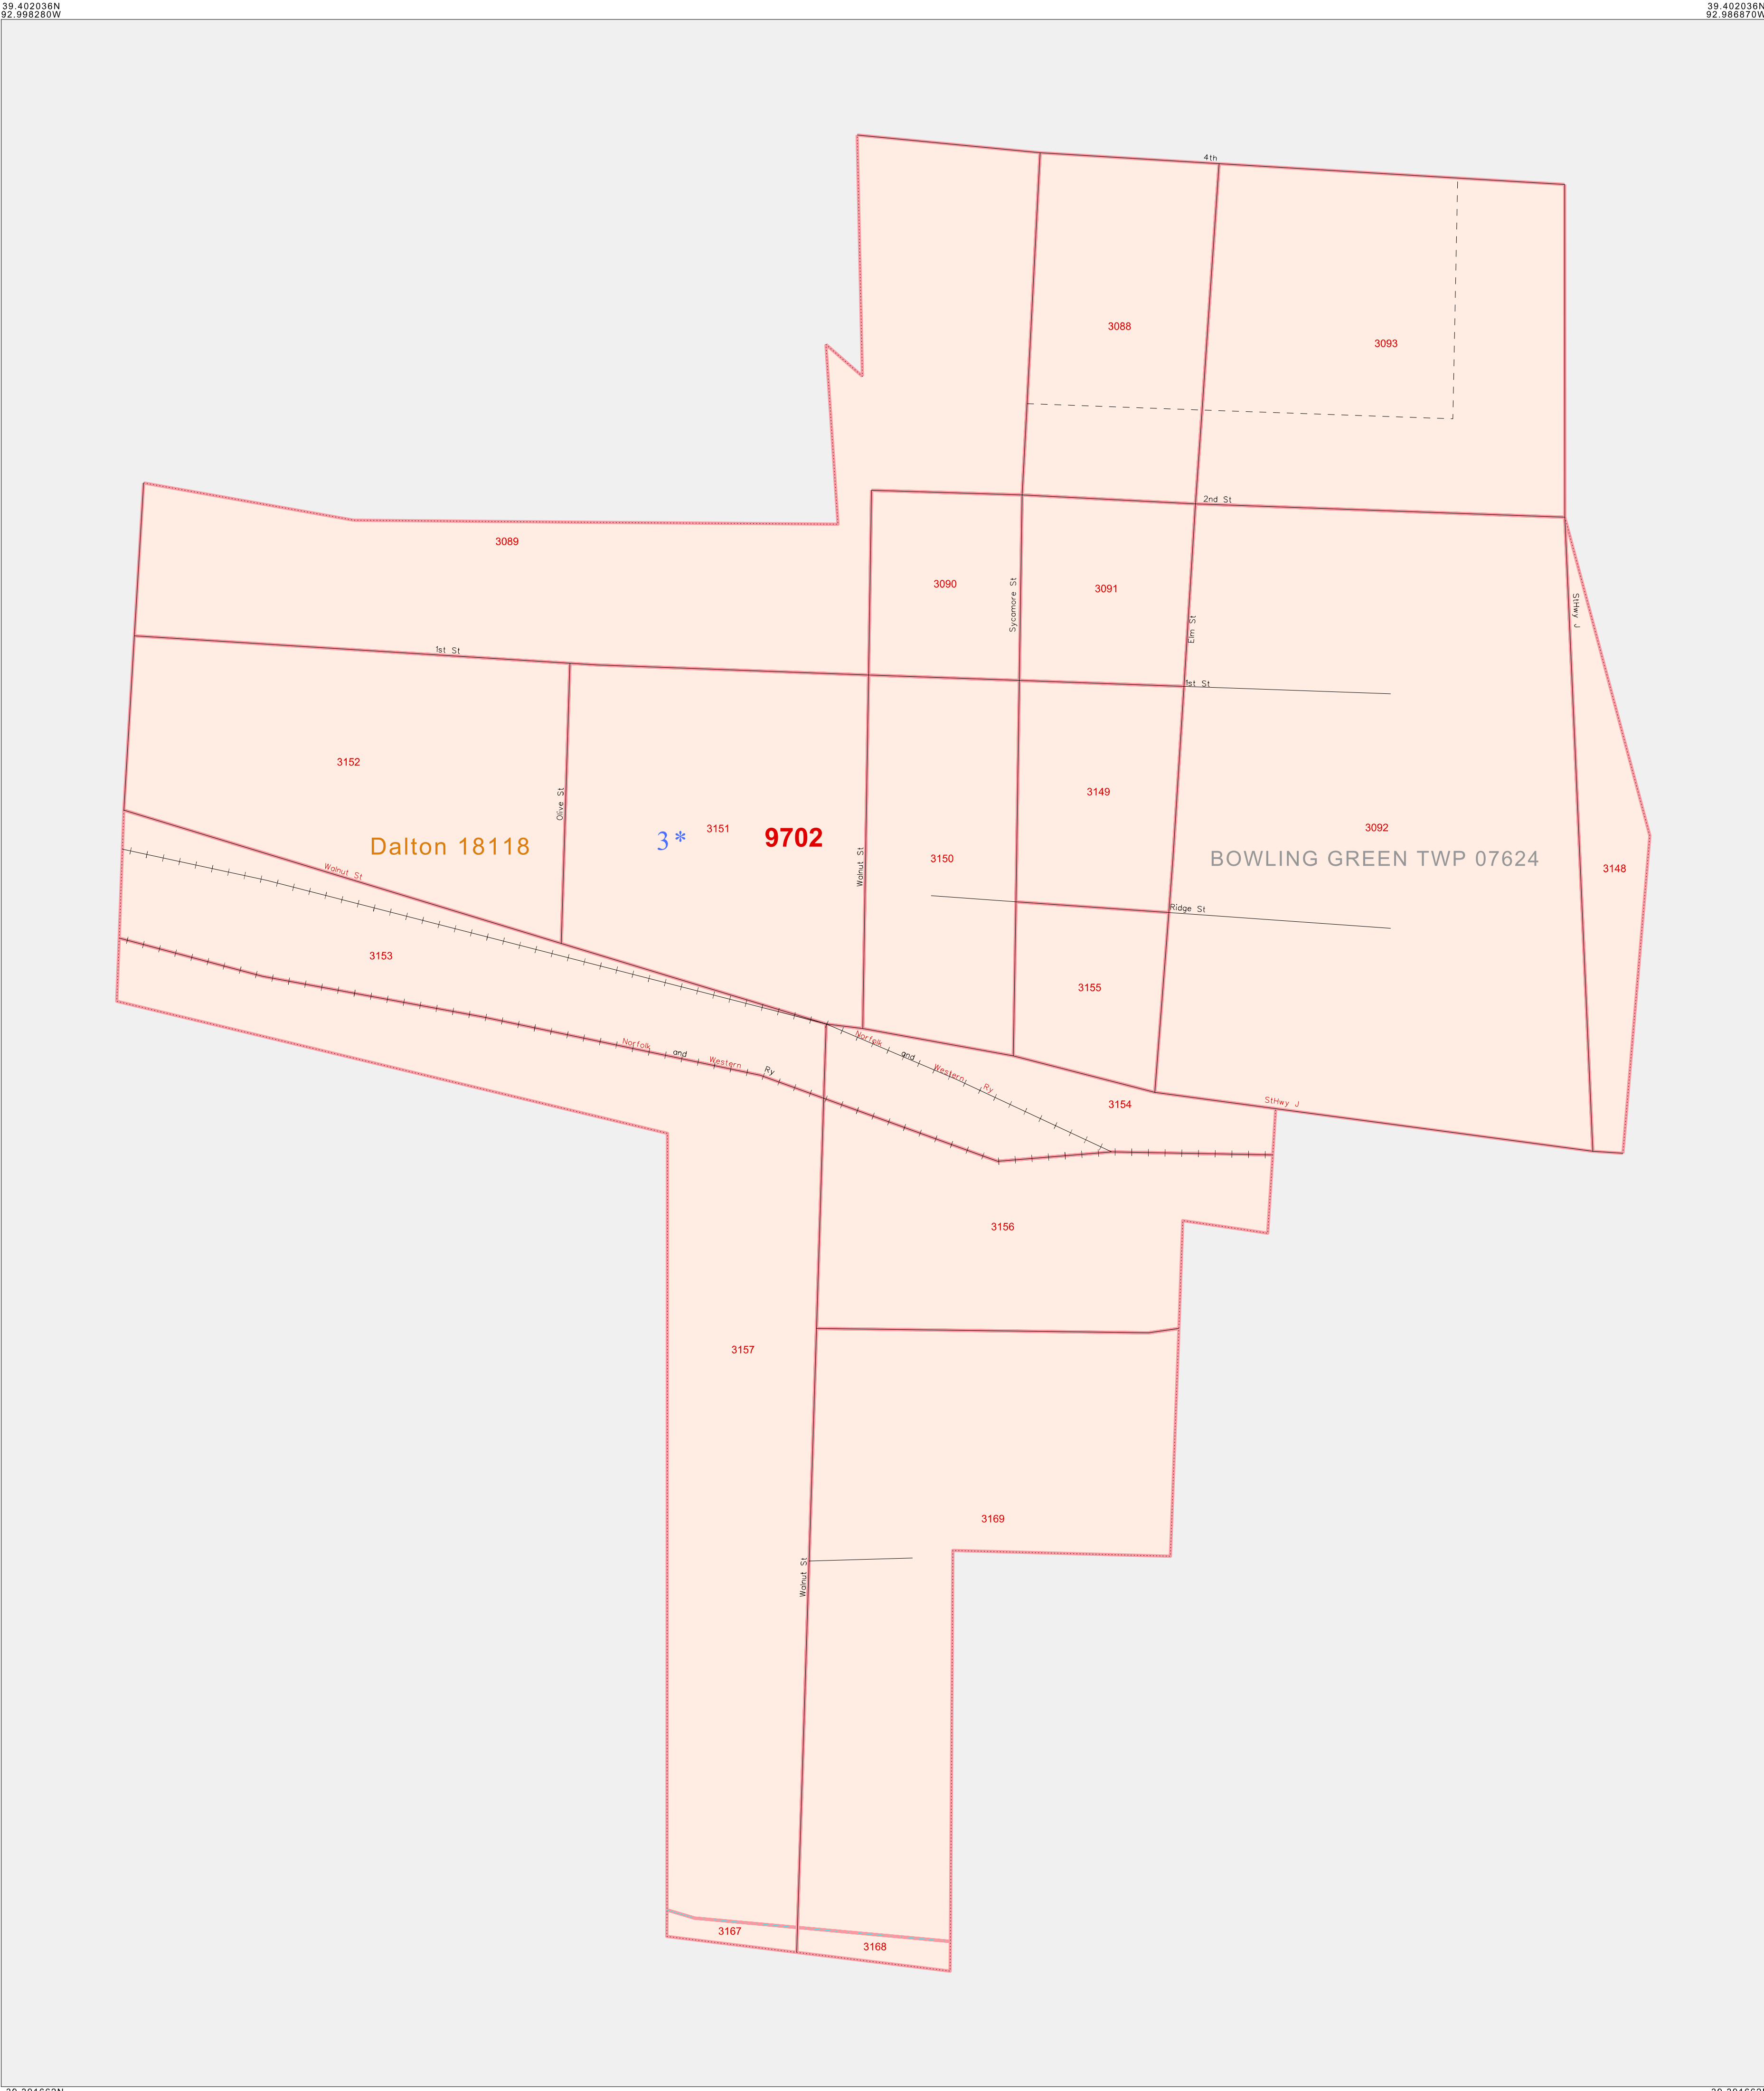 39.402036N
92.998280W
39.402036N
92.986870W
4th
3088
3093
2nd St
3089
3090
3091
Sycamore St
Elm St
StHwy J
1st St
1st St
3152
Olive St
3149
3151
3*
9702
Dalton 18118
3092
BOWLING GREEN TWP 07624
3150
Walnut St
3148
Walnut St
Ridge St
3153
3155
Norfolk and Western Ry
Norfolk and Western Ry
3154
StHwy J
3156
3157
3169
Walnut St
3167
3168